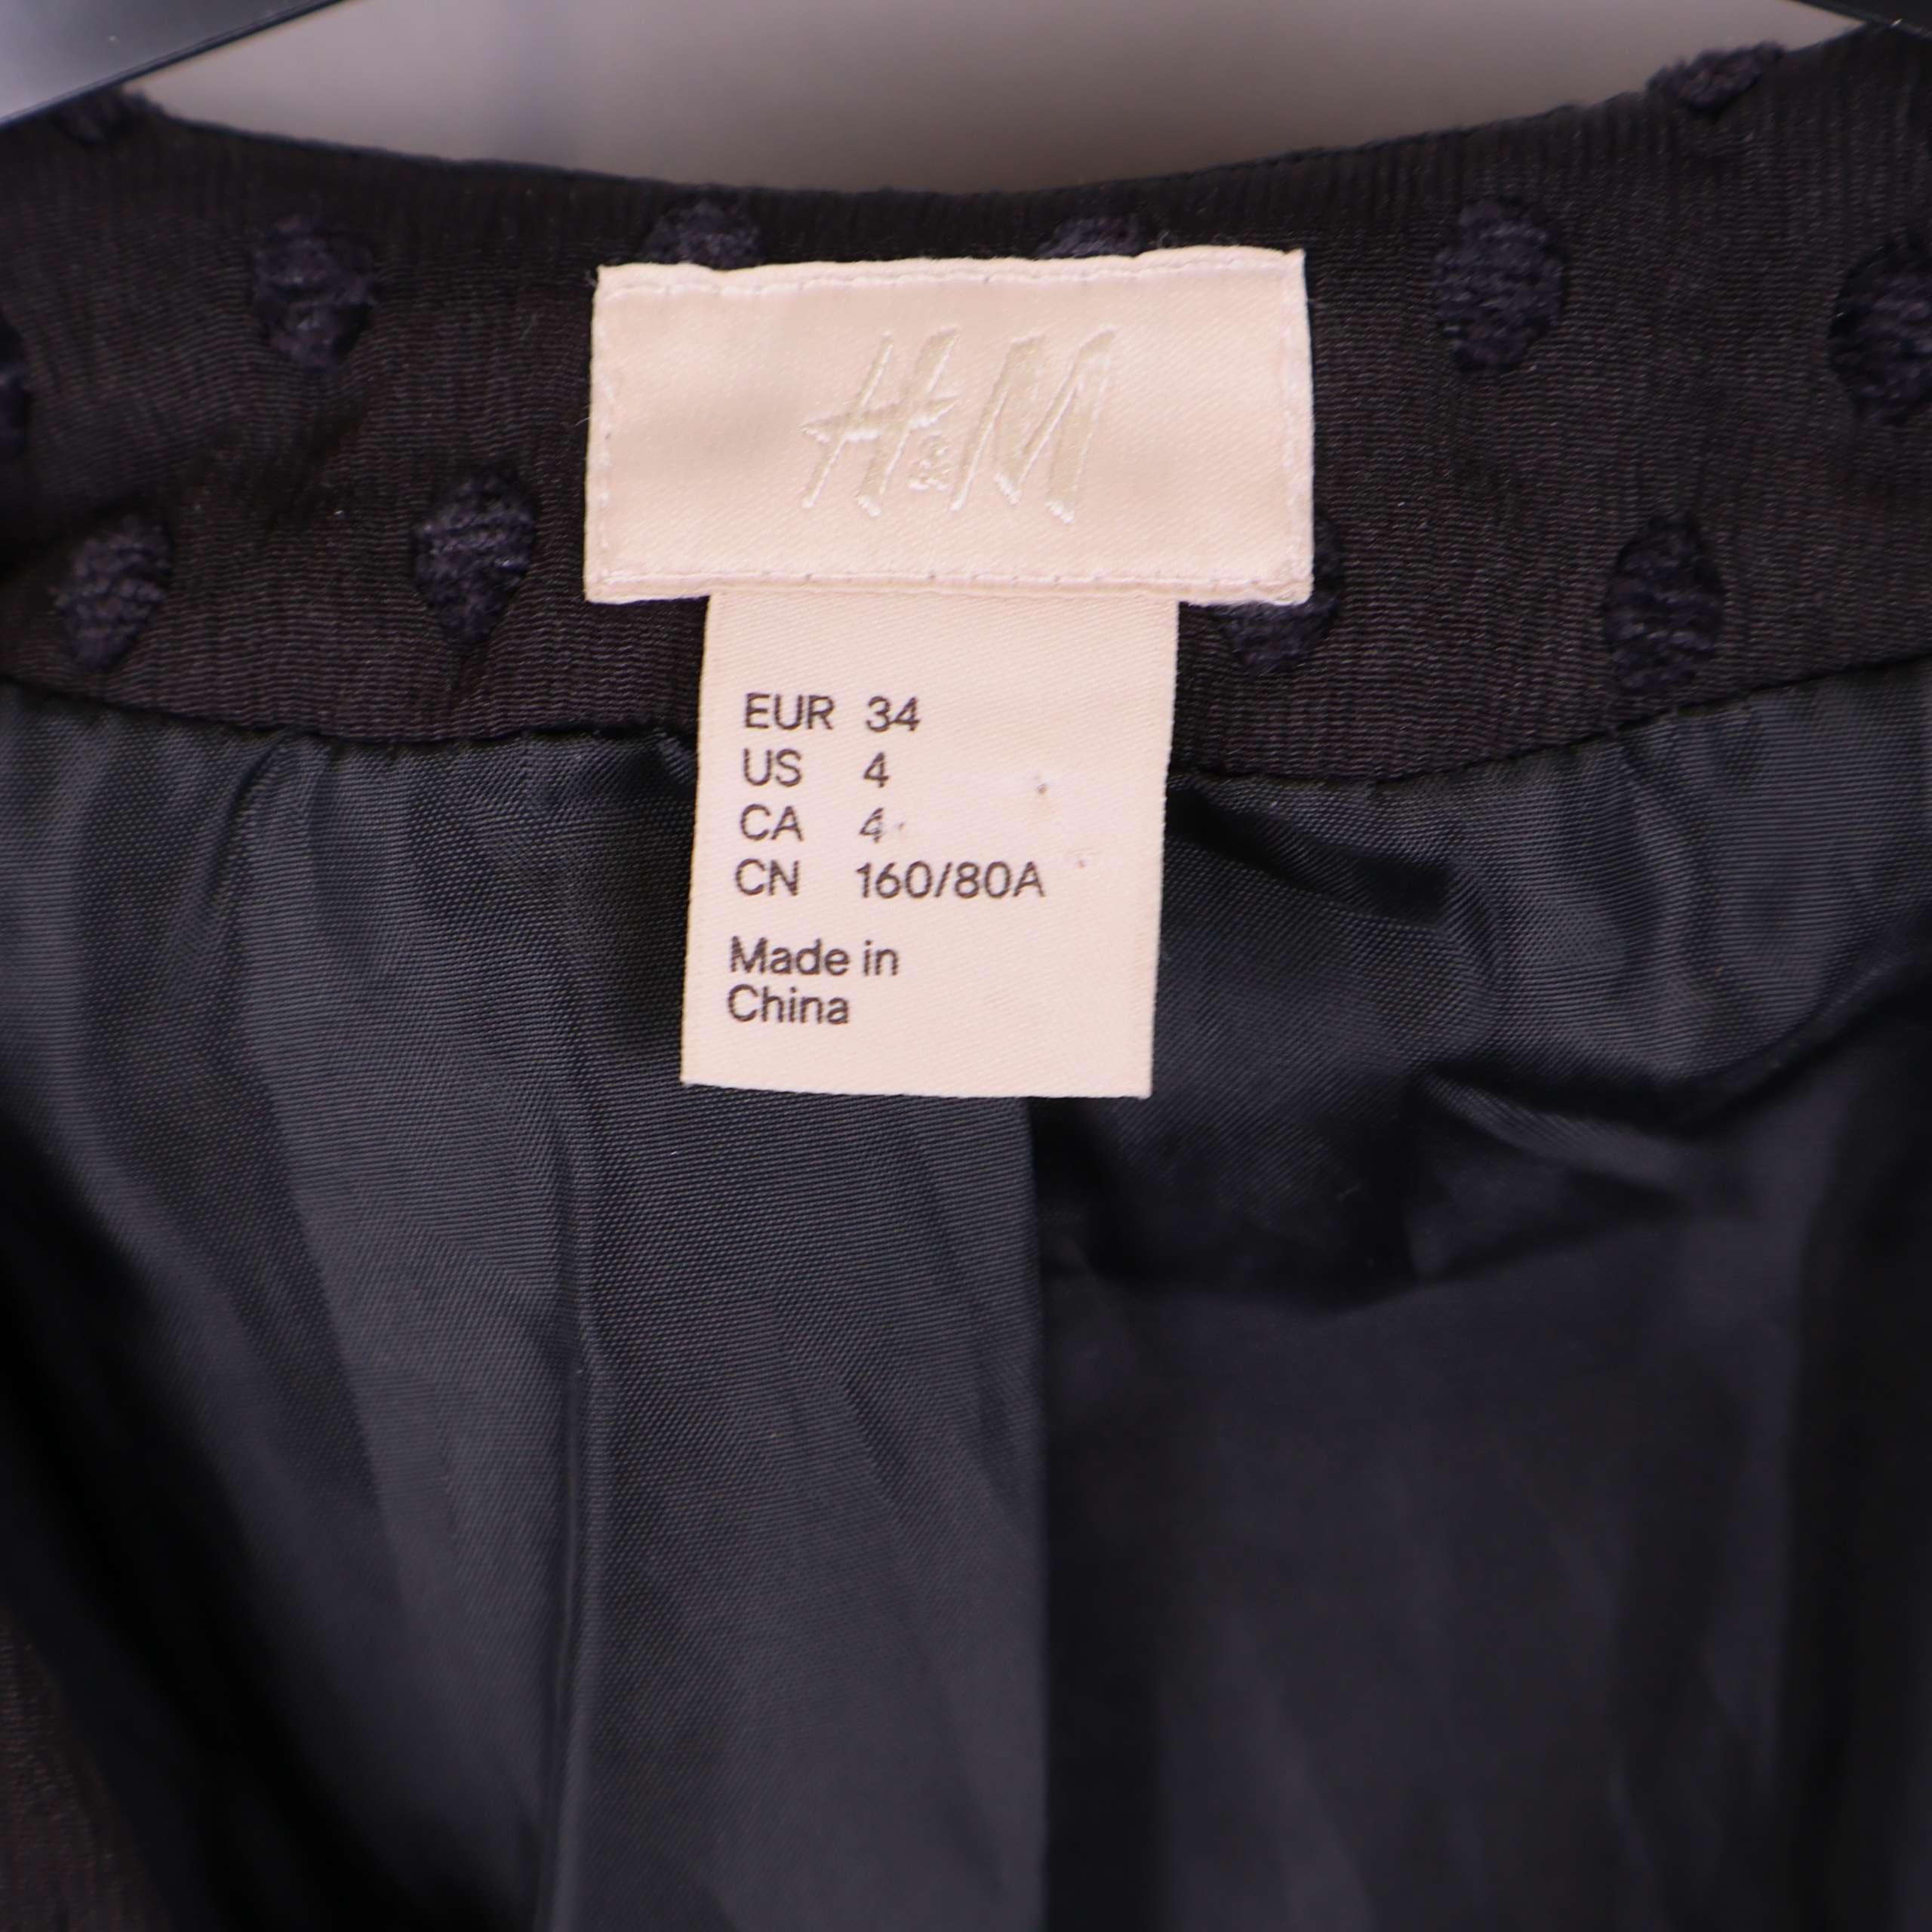 H&M
EUR 34
US 4
CA 4
CN 160/80A
Made in
China